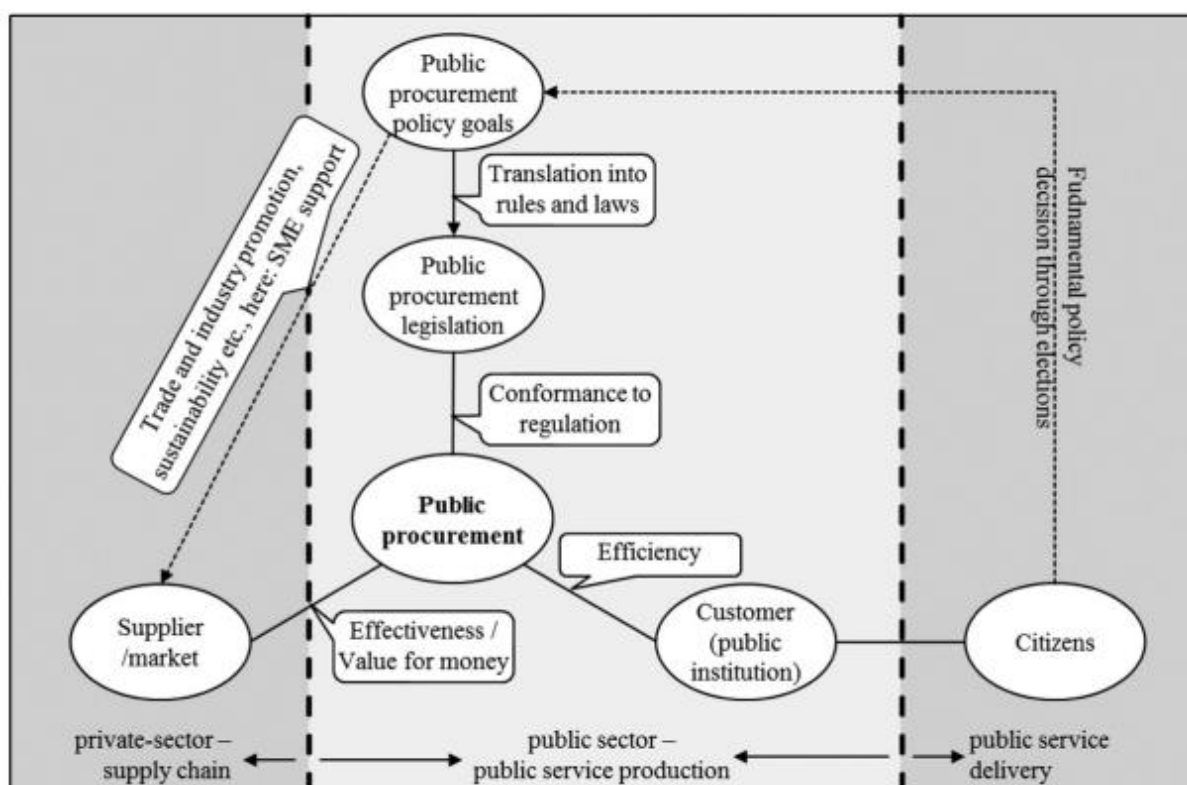 Public
procurement
policy goals
Translation into
rules and laws
Trade and industry promotion,
sustainability etc., here: SME support
Fudnamental policy
decision through elections
Public
procurement
legislation
Conformance to
regulation
Public
procurement
Efficiency
Supplier
/market
Effectiveness /
Value for money
Customer
(public
institution)
Citizens
private-sector –
supply chain
public sector –
public service production
public service
delivery